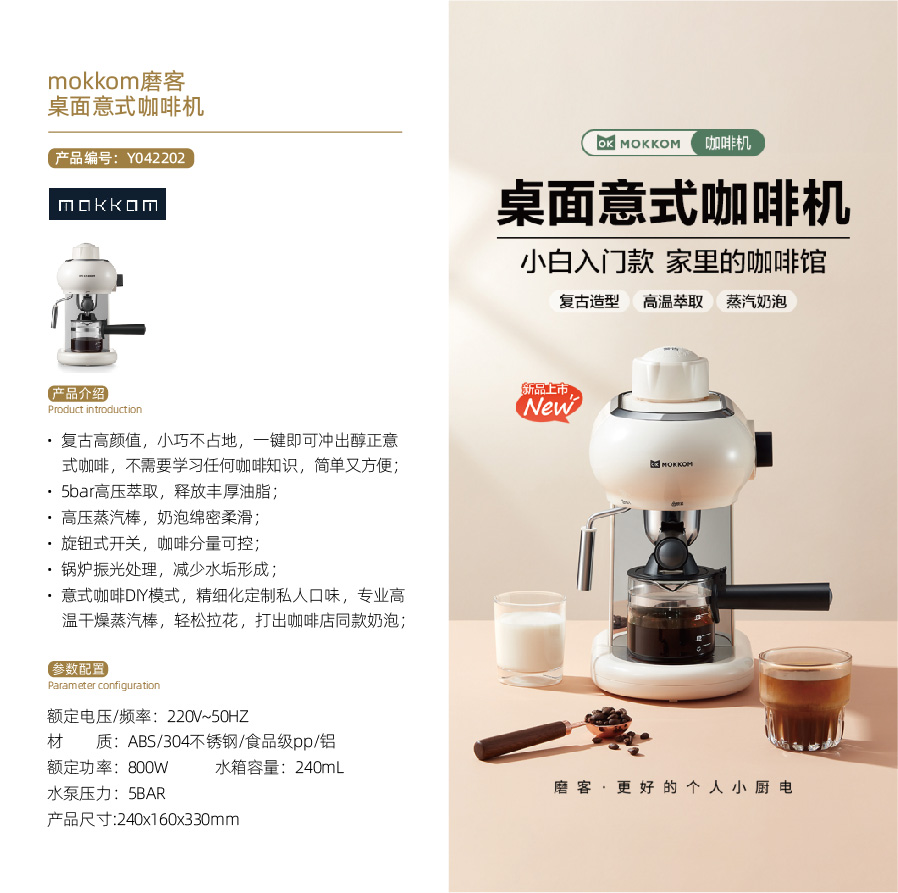 mokkom磨客
桌面意式咖啡机
产品编号：Y042202
mokkom
产品介绍
Product introduction
• 复古高颜值，小巧不占地，一键即可冲出醇正意
式咖啡，不需要学习任何咖啡知识，简单又方便；
• 5bar高压萃取，释放丰厚油脂；
• 高压蒸汽棒，奶泡绵密柔滑；
• 旋钮式开关，咖啡分量可控；
• 锅炉振光处理，减少水垢形成；
• 意式咖啡DIY模式，精细化定制私人口味，专业高
温干燥蒸汽棒，轻松拉花，打出咖啡店同款奶泡；
参数配置
Parameter configuration
额定电压/频率：220V~50HZ
材　　质：ABS/304不锈钢/食品级pp/铝
额定功率：800W　　　水箱容量：240mL
水泵压力：5BAR
产品尺寸:240x160x330mm
OK MOKKOM 咖啡机
桌面意式咖啡机
小白入门款 家里的咖啡馆
复古造型 高温萃取 蒸汽奶泡
新品上市
New
OK MOKKOM
磨客·更好的个人小厨电